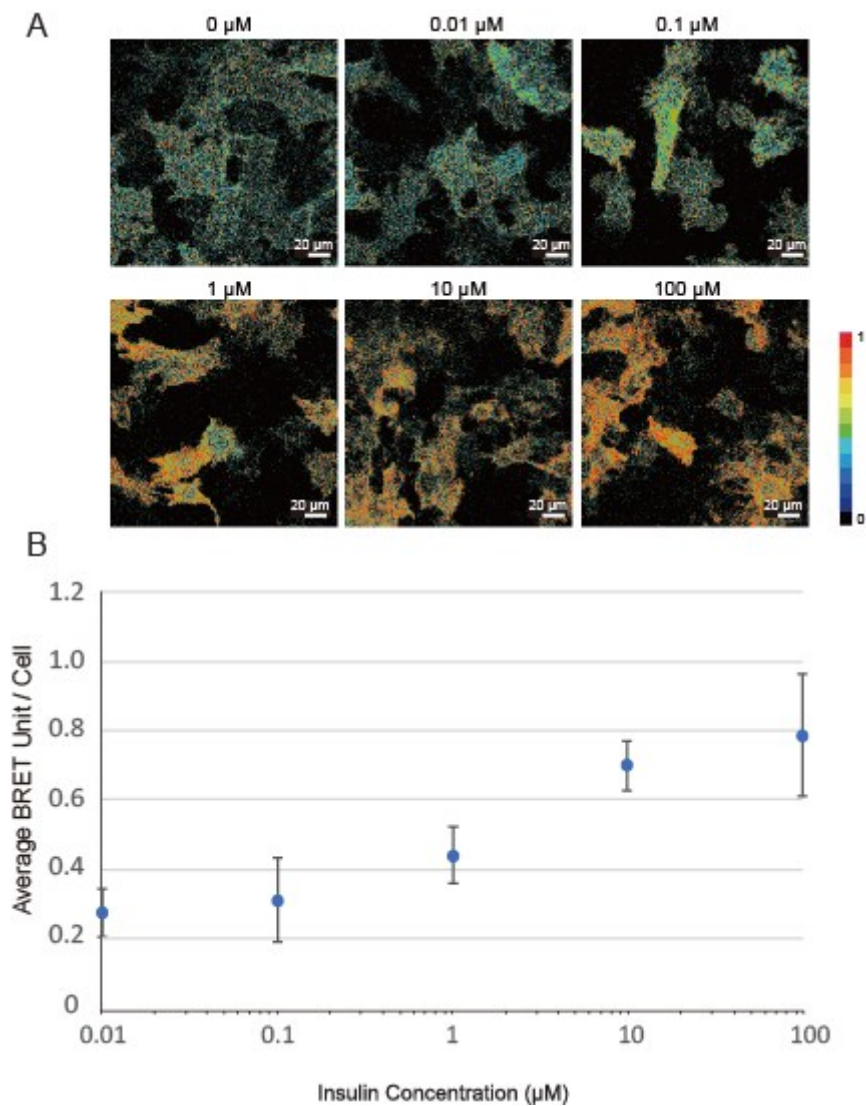 A
0 µM 0.01 µM 0.1 µM
20 µm 20 µm 20 µm
1 µM 10 µM 100 µM
1
20 µm 20 µm 20 µm
0
B
1.2
1.0
0.8
0.6
0.4
0.2
0
Average BRET Unit / Cell
0.01 0.1 1 10 100
Insulin Concentration (µM)